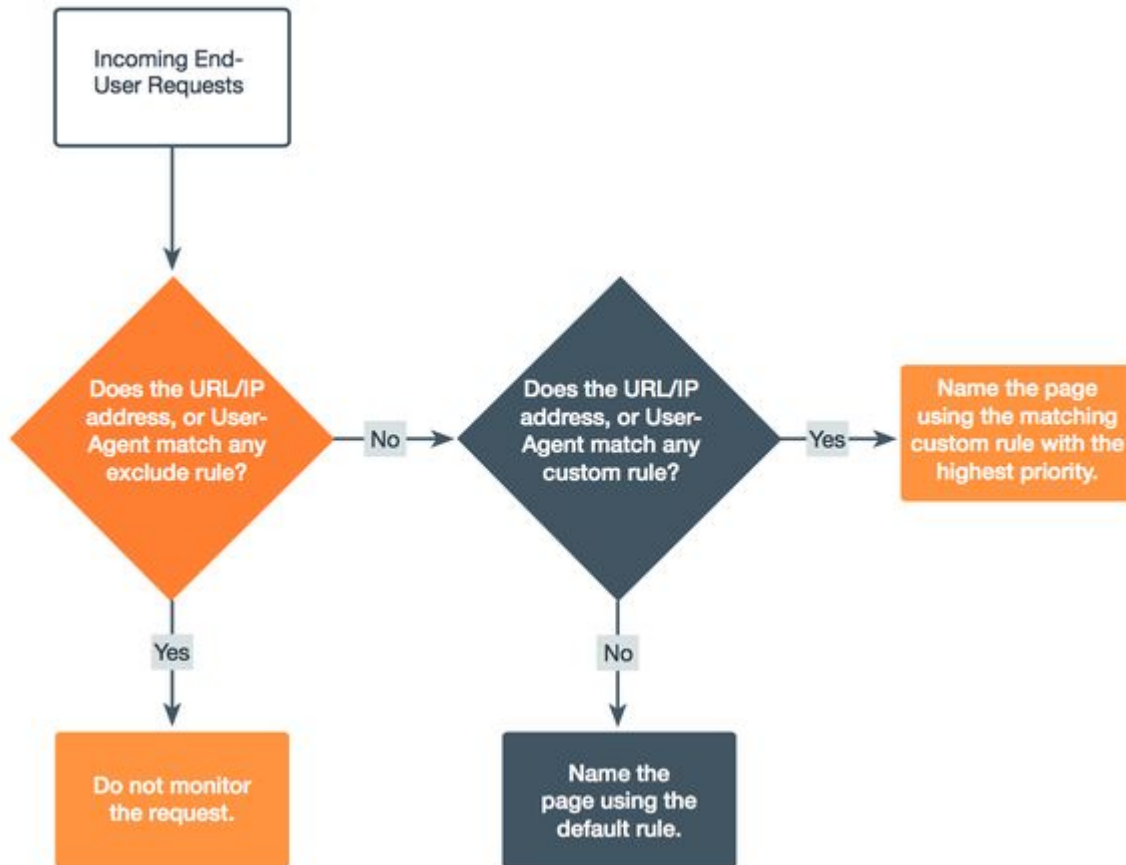 Incoming End-
User Requests
Does the URL/IP
address, or User-
Agent match any
exclude rule?
No
Does the URL/IP
address, or User-
Agent match any
custom rule?
Yes
Name the page
using the matching
custom rule with the
highest priority.
Yes
No
Do not monitor
the request.
Name the
page using the
default rule.